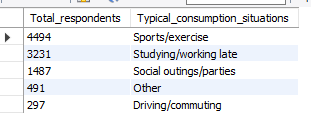 Total_respondents Typical_consumption_situations
4494 Sports/exercise
3231 Studying/working late
1487 Social outings/parties
491 Other
297 Driving/commuting